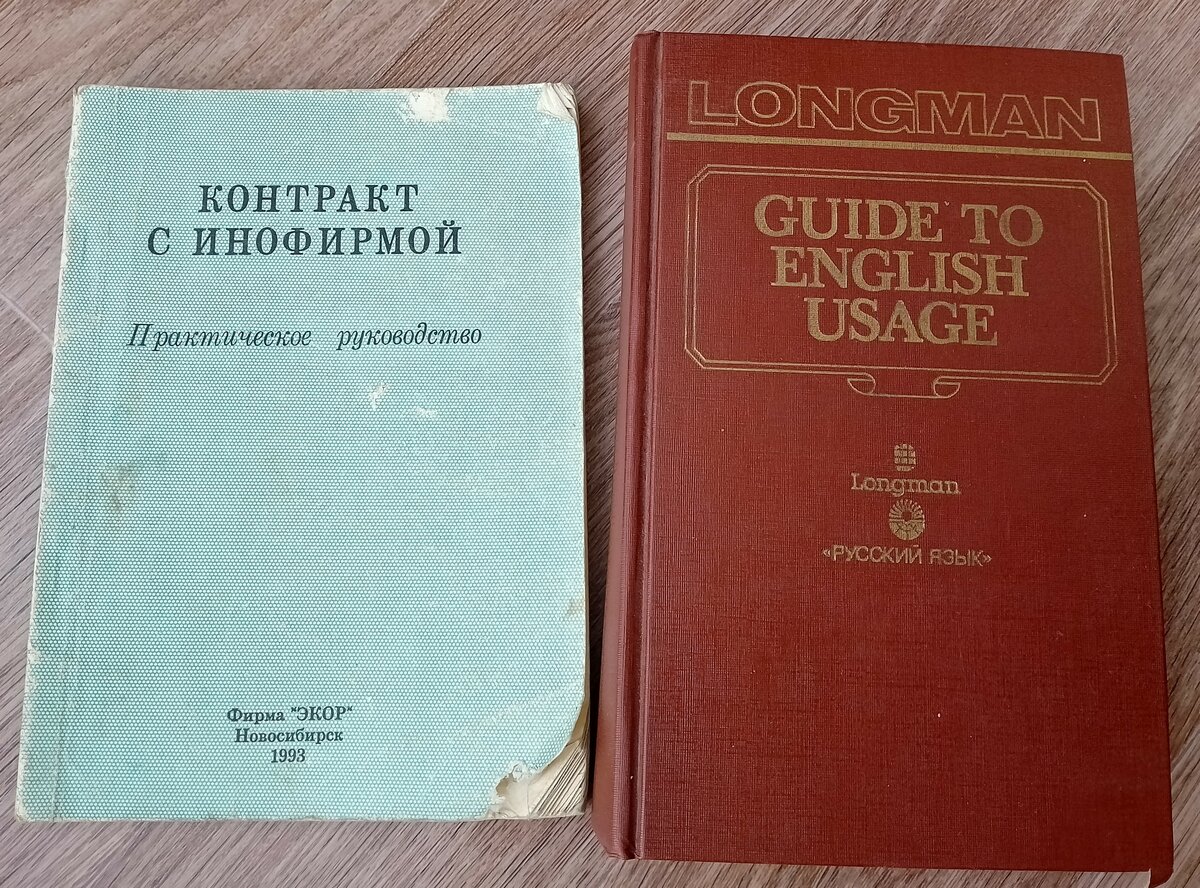 КОНТРАКТ
С ИНОФИРМОЙ
Практическое руководство
Фирма "ЭКОР"
Новосибирск
1993
LONGMAN
GUIDE TO
ENGLISH
USAGE
Longman
«РУССКИЙ ЯЗЫК»